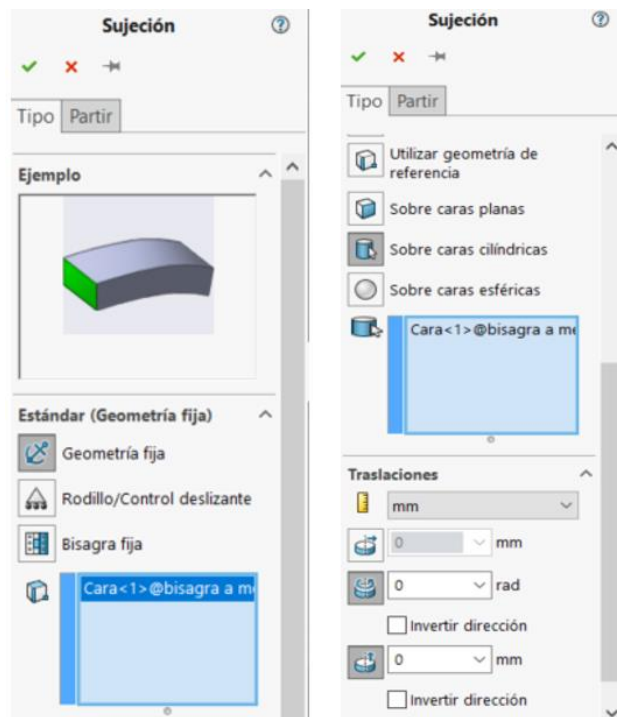 Sujeción
Tipo Partir
Ejemplo
Estándar (Geometría fija)
Geometría fija
Rodillo/Control deslizante
Bisagra fija
Cara<1>@bisagra a me
Sujeción
Tipo Partir
Utilizar geometría de
referencia
Sobre caras planas
Sobre caras cilíndricas
Sobre caras esféricas
Cara<1>@bisagra a me
Traslaciones
mm
0 mm
0 rad
Invertir dirección
0 mm
Invertir dirección